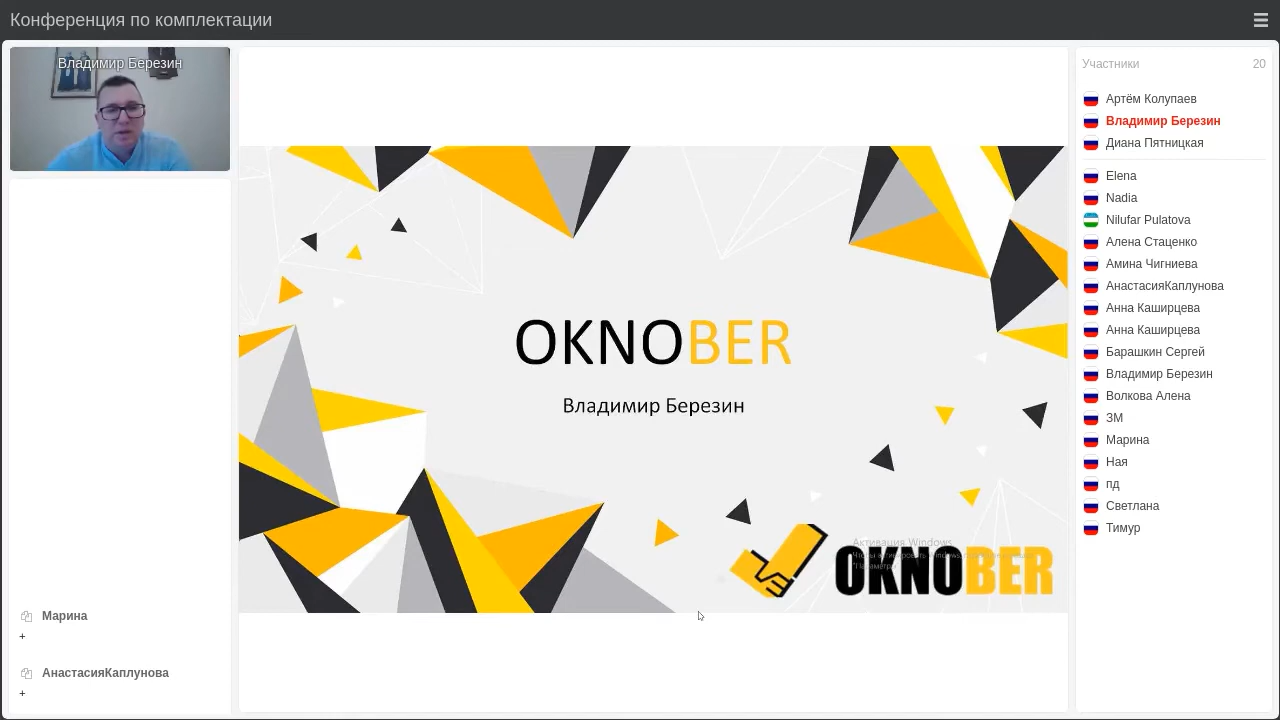 Конференция по комплектации
Владимир Березин
Марина
+
АнастасияКаплунова
+
OKNOBER
Владимир Березин
Активация Windows
OKNOBER
Участники 20
Артём Колупаев
Владимир Березин
Диана Пятницкая
Elena
Nadia
Nilufar Pulatova
Алена Стаценко
Амина Чигниева
АнастасияКаплунова
Анна Каширцева
Анна Каширцева
Барашкин Сергей
Владимир Березин
Волкова Алена
ЗМ
Марина
Ная
пд
Светлана
Тимур